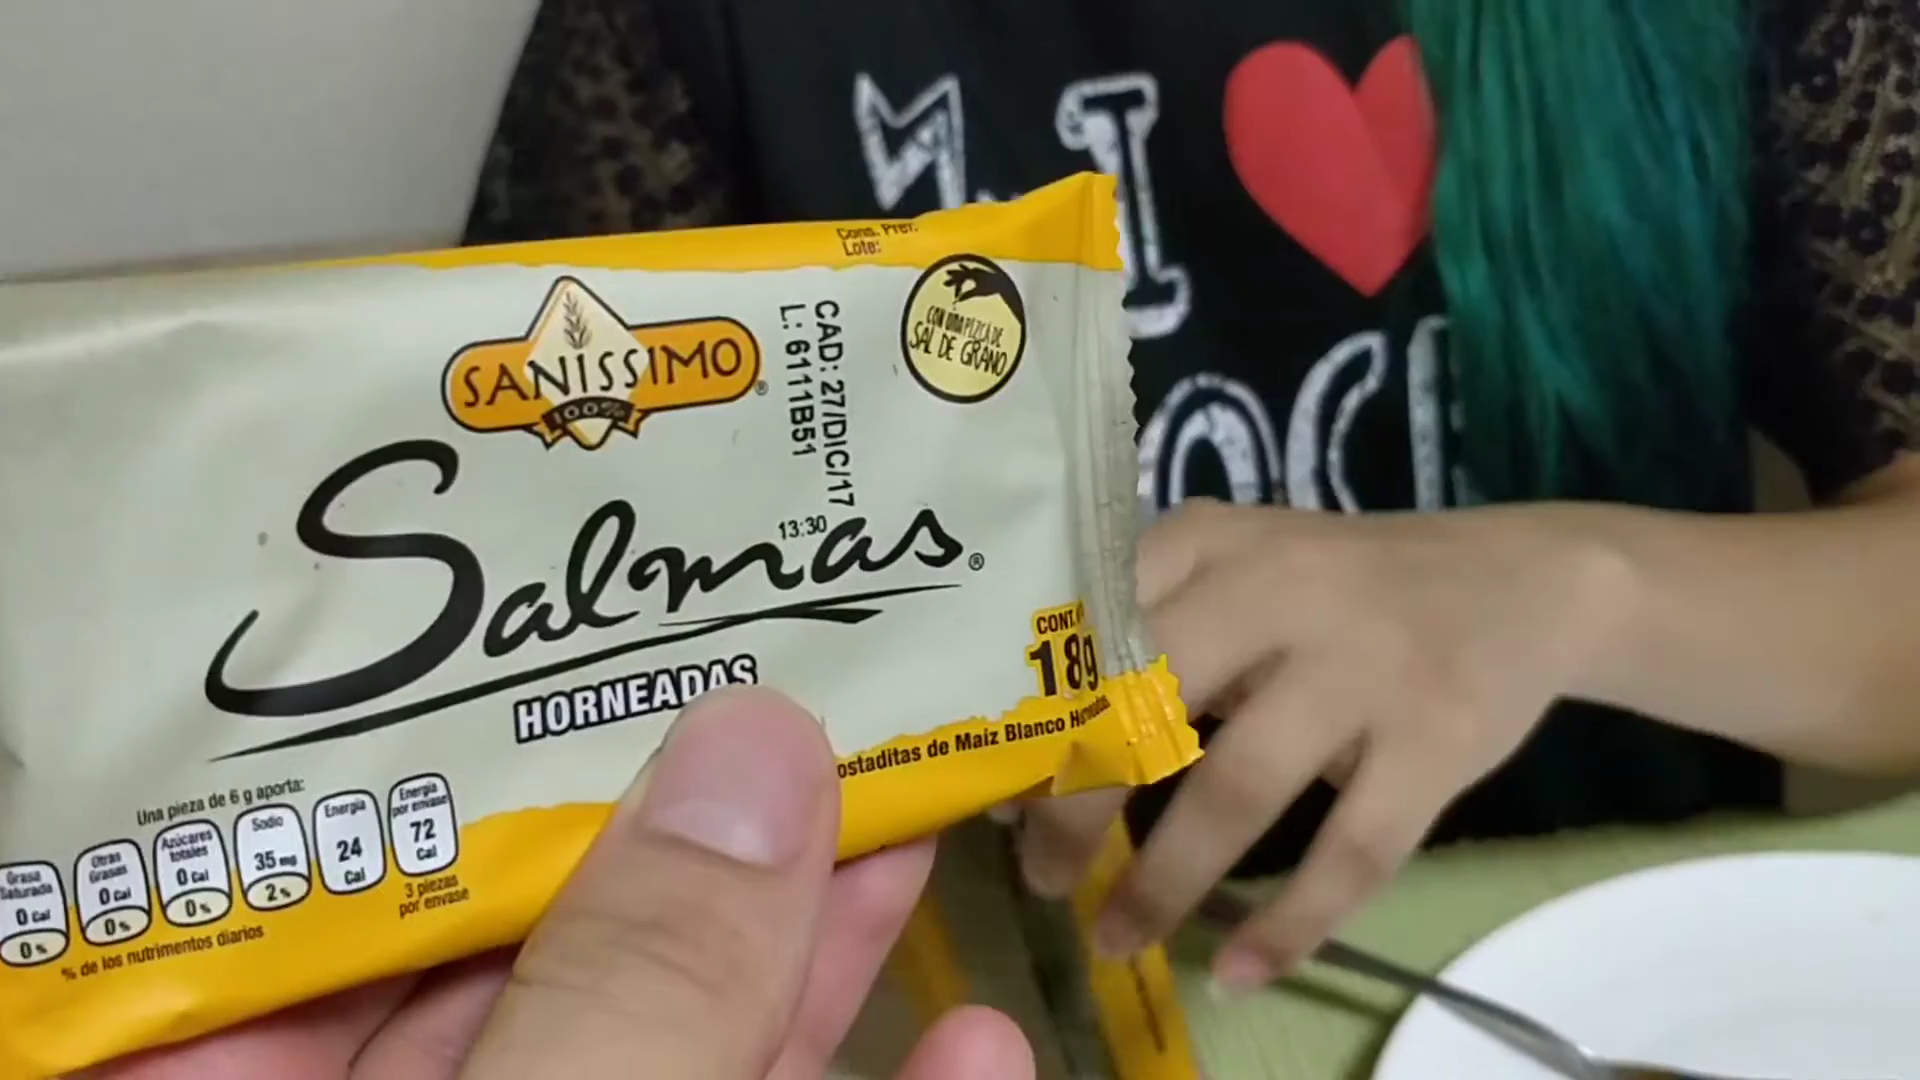 I
Cons. Pref.
Lote:
SANÍSSIMO®
100%
CAD: 27/DIC/17
L: 6111B51
13:30
CON UNA PIZCA DE
SAL DE GRANO
Salmas®
HORNEADAS
CONT.
18g
de Maíz Blanco Horneadas
Una pieza de 6 g aporta:
Grasa
Saturada
0 Cal
0%
Otras
Grasas
0 Cal
0%
Azúcares
totales
0 Cal
0%
Sodio
35 mg
2%
Energía
24
Cal
Energía
por envase
72
Cal
3 piezas
por envase
% de los nutrimentos diarios